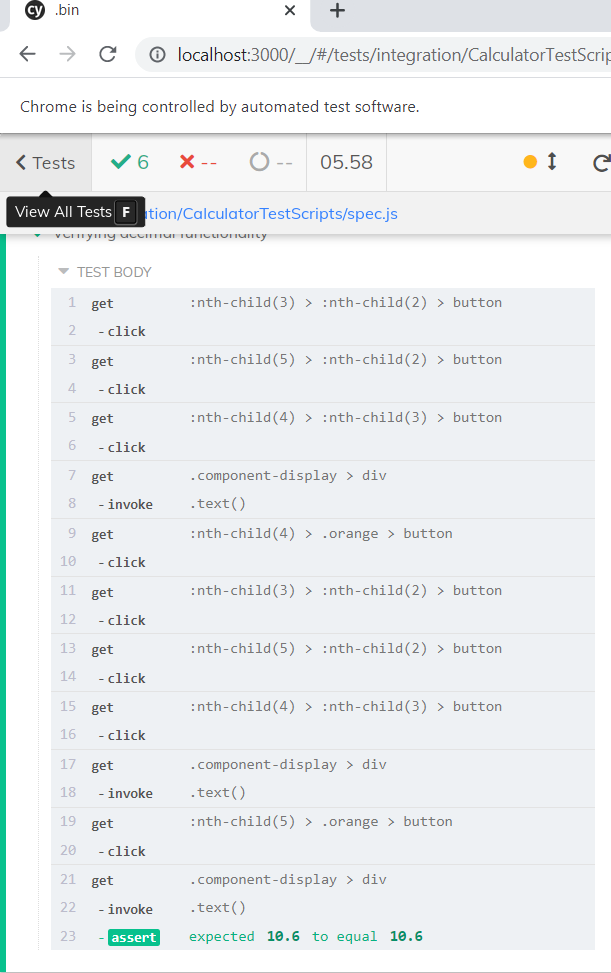 cy .bin
localhost:3000/__/#/tests/integration/CalculatorTestScrip
Chrome is being controlled by automated test software.
Tests 6 -- -- 05.58
View All Tests F ation/CalculatorTestScripts/spec.js
verifying decimal functionality
TEST BODY
1 get :nth-child(3) > :nth-child(2) > button
2 -click
3 get :nth-child(5) > :nth-child(2) > button
4 -click
5 get :nth-child(4) > :nth-child(3) > button
6 -click
7 get .component-display > div
8 -invoke .text()
9 get :nth-child(4) > .orange > button
10 -click
11 get :nth-child(3) > :nth-child(2) > button
12 -click
13 get :nth-child(5) > :nth-child(2) > button
14 -click
15 get :nth-child(4) > :nth-child(3) > button
16 -click
17 get .component-display > div
18 -invoke .text()
19 get :nth-child(5) > .orange > button
20 -click
21 get .component-display > div
22 -invoke .text()
23 -assert expected 10.6 to equal 10.6